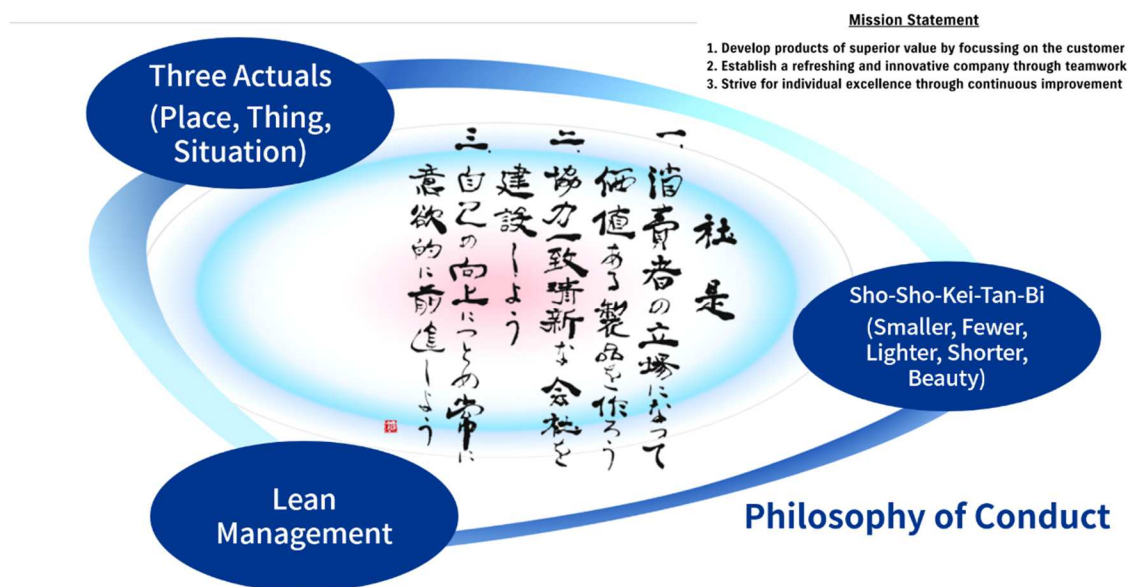 Mission Statement
1. Develop products of superior value by focussing on the customer
2. Establish a refreshing and innovative company through teamwork
3. Strive for individual excellence through continuous improvement
Three Actuals
(Place, Thing,
Situation)
社是
一、消費者の立場になって
価値ある製品を作ろう
二、協力一致清新な会社を
建設しよう
三、自己の向上につとめ常に
意欲的に前進しよう
Sho-Sho-Kei-Tan-Bi
(Smaller, Fewer,
Lighter, Shorter,
Beauty)
Lean
Management
Philosophy of Conduct